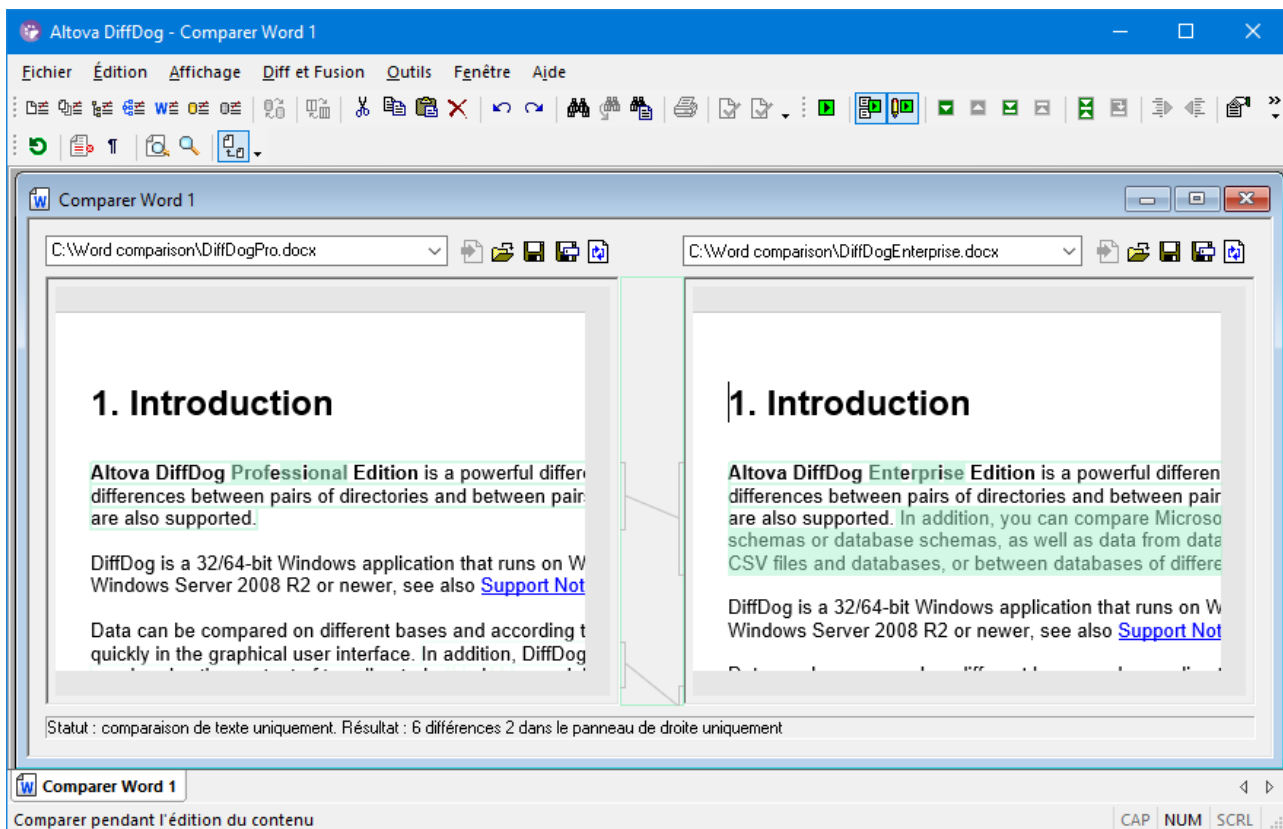 Altova DiffDog - Comparer Word 1
Fichier Édition Affichage Diff et Fusion Outils Fenêtre Aide
Comparer Word 1
C:\Word comparison\DiffDogPro.docx
C:\Word comparison\DiffDogEnterprise.docx
1. Introduction
Altova DiffDog Professional Edition is a powerful differe
differences between pairs of directories and between pair
are also supported.
DiffDog is a 32/64-bit Windows application that runs on W
Windows Server 2008 R2 or newer, see also Support Not
Data can be compared on different bases and according t
quickly in the graphical user interface. In addition, DiffDog
1. Introduction
Altova DiffDog Enterprise Edition is a powerful differen
differences between pairs of directories and between pair
are also supported. In addition, you can compare Microso
schemas or database schemas, as well as data from data
CSV files and databases, or between databases of differe
DiffDog is a 32/64-bit Windows application that runs on W
Windows Server 2008 R2 or newer, see also Support Not
Statut : comparaison de texte uniquement. Résultat : 6 différences 2 dans le panneau de droite uniquement
Comparer Word 1
Comparer pendant l'édition du contenu
CAP NUM SCRL